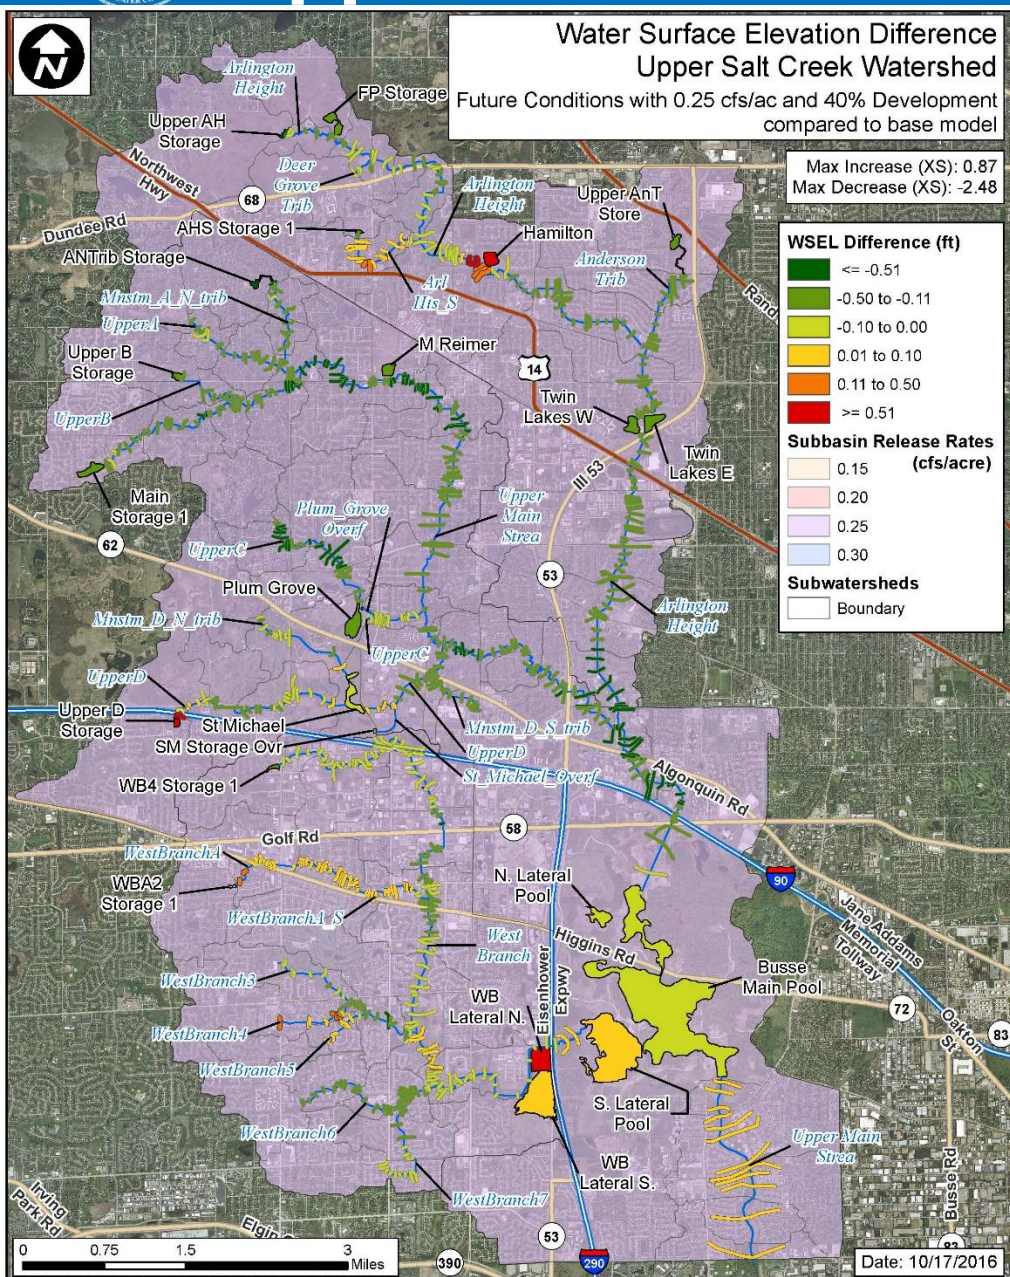 Water Surface Elevation Difference
Upper Salt Creek Watershed
Future Conditions with 0.25 cfs/ac and 40% Development
compared to base model
Max Increase (XS): 0.87
Max Decrease (XS): -2.48
WSEL Difference (ft)
<= -0.51
-0.50 to -0.11
-0.10 to 0.00
0.01 to 0.10
0.11 to 0.50
>= 0.51
Subbasin Release Rates
(cfs/acre)
0.15
0.20
0.25
0.30
Subwatersheds
Boundary
N
Arlington
Height
FP Storage
Upper AH
Storage
Northwest
Hwy
Deer
Grove
Trib
68
Dundee Rd
Arlington
Height
Upper AnT
Store
AHS Storage 1
Hamilton
ANTrib Storage
Arl
Hts_S
Anderson
Trib
Mnstm_A_N_trib
UpperA
Upper B
Storage
M Reimer
14
UpperB
Twin
Lakes W
Twin
Lakes E
Ill 53
Main
Storage 1
Plum_Grove
Overf
Upper
Main
Strea
62
UpperC
53
Plum Grove
Arlington
Height
Mnstm_D_N_trib
UpperC
UpperD
Upper D
Storage
St Michael
SM Storage Ovr
Mnstm_D_S_trib
UpperD
St_Michael_Overf
WB4 Storage 1
Algonquin Rd
Golf Rd
58
WestBranchA
WBA2
Storage 1
N. Lateral
Pool
90
WestBranchA_S
Jane Addams
Memorial
Tollway
West
Branch
Higgins Rd
Busse
Main Pool
WestBranch3
Eisenhower
Expwy
WB
Lateral N.
72
Oakton
St
83
WestBranch4
WestBranch5
S. Lateral
Pool
WestBranch6
Upper Main
Strea
WB
Lateral S.
WestBranch7
Busse Rd
Irving
Park Rd
53
0 0.75 1.5 3
Miles
390
290
83
Date: 10/17/2016